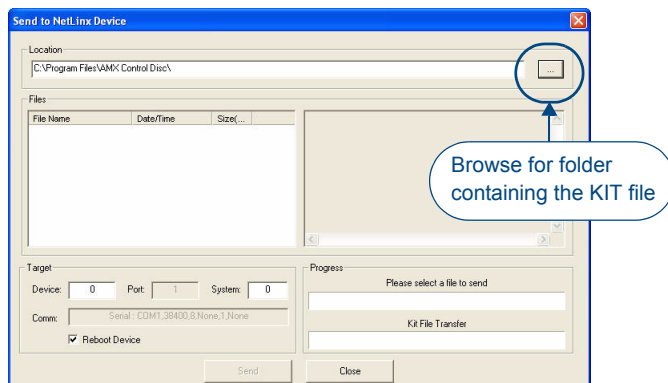 Send to NetLinx Device
Location
C:\Program Files\AMX Control Disc\
...
Files
File Name Date/Time Size(...
Browse for folder
containing the KIT file
Target
Device: 0 Port: 1 System: 0
Comm: Serial : COM1,38400,8,None,1,None
Reboot Device
Progress
Please select a file to send
Kit File Transfer
Send Close